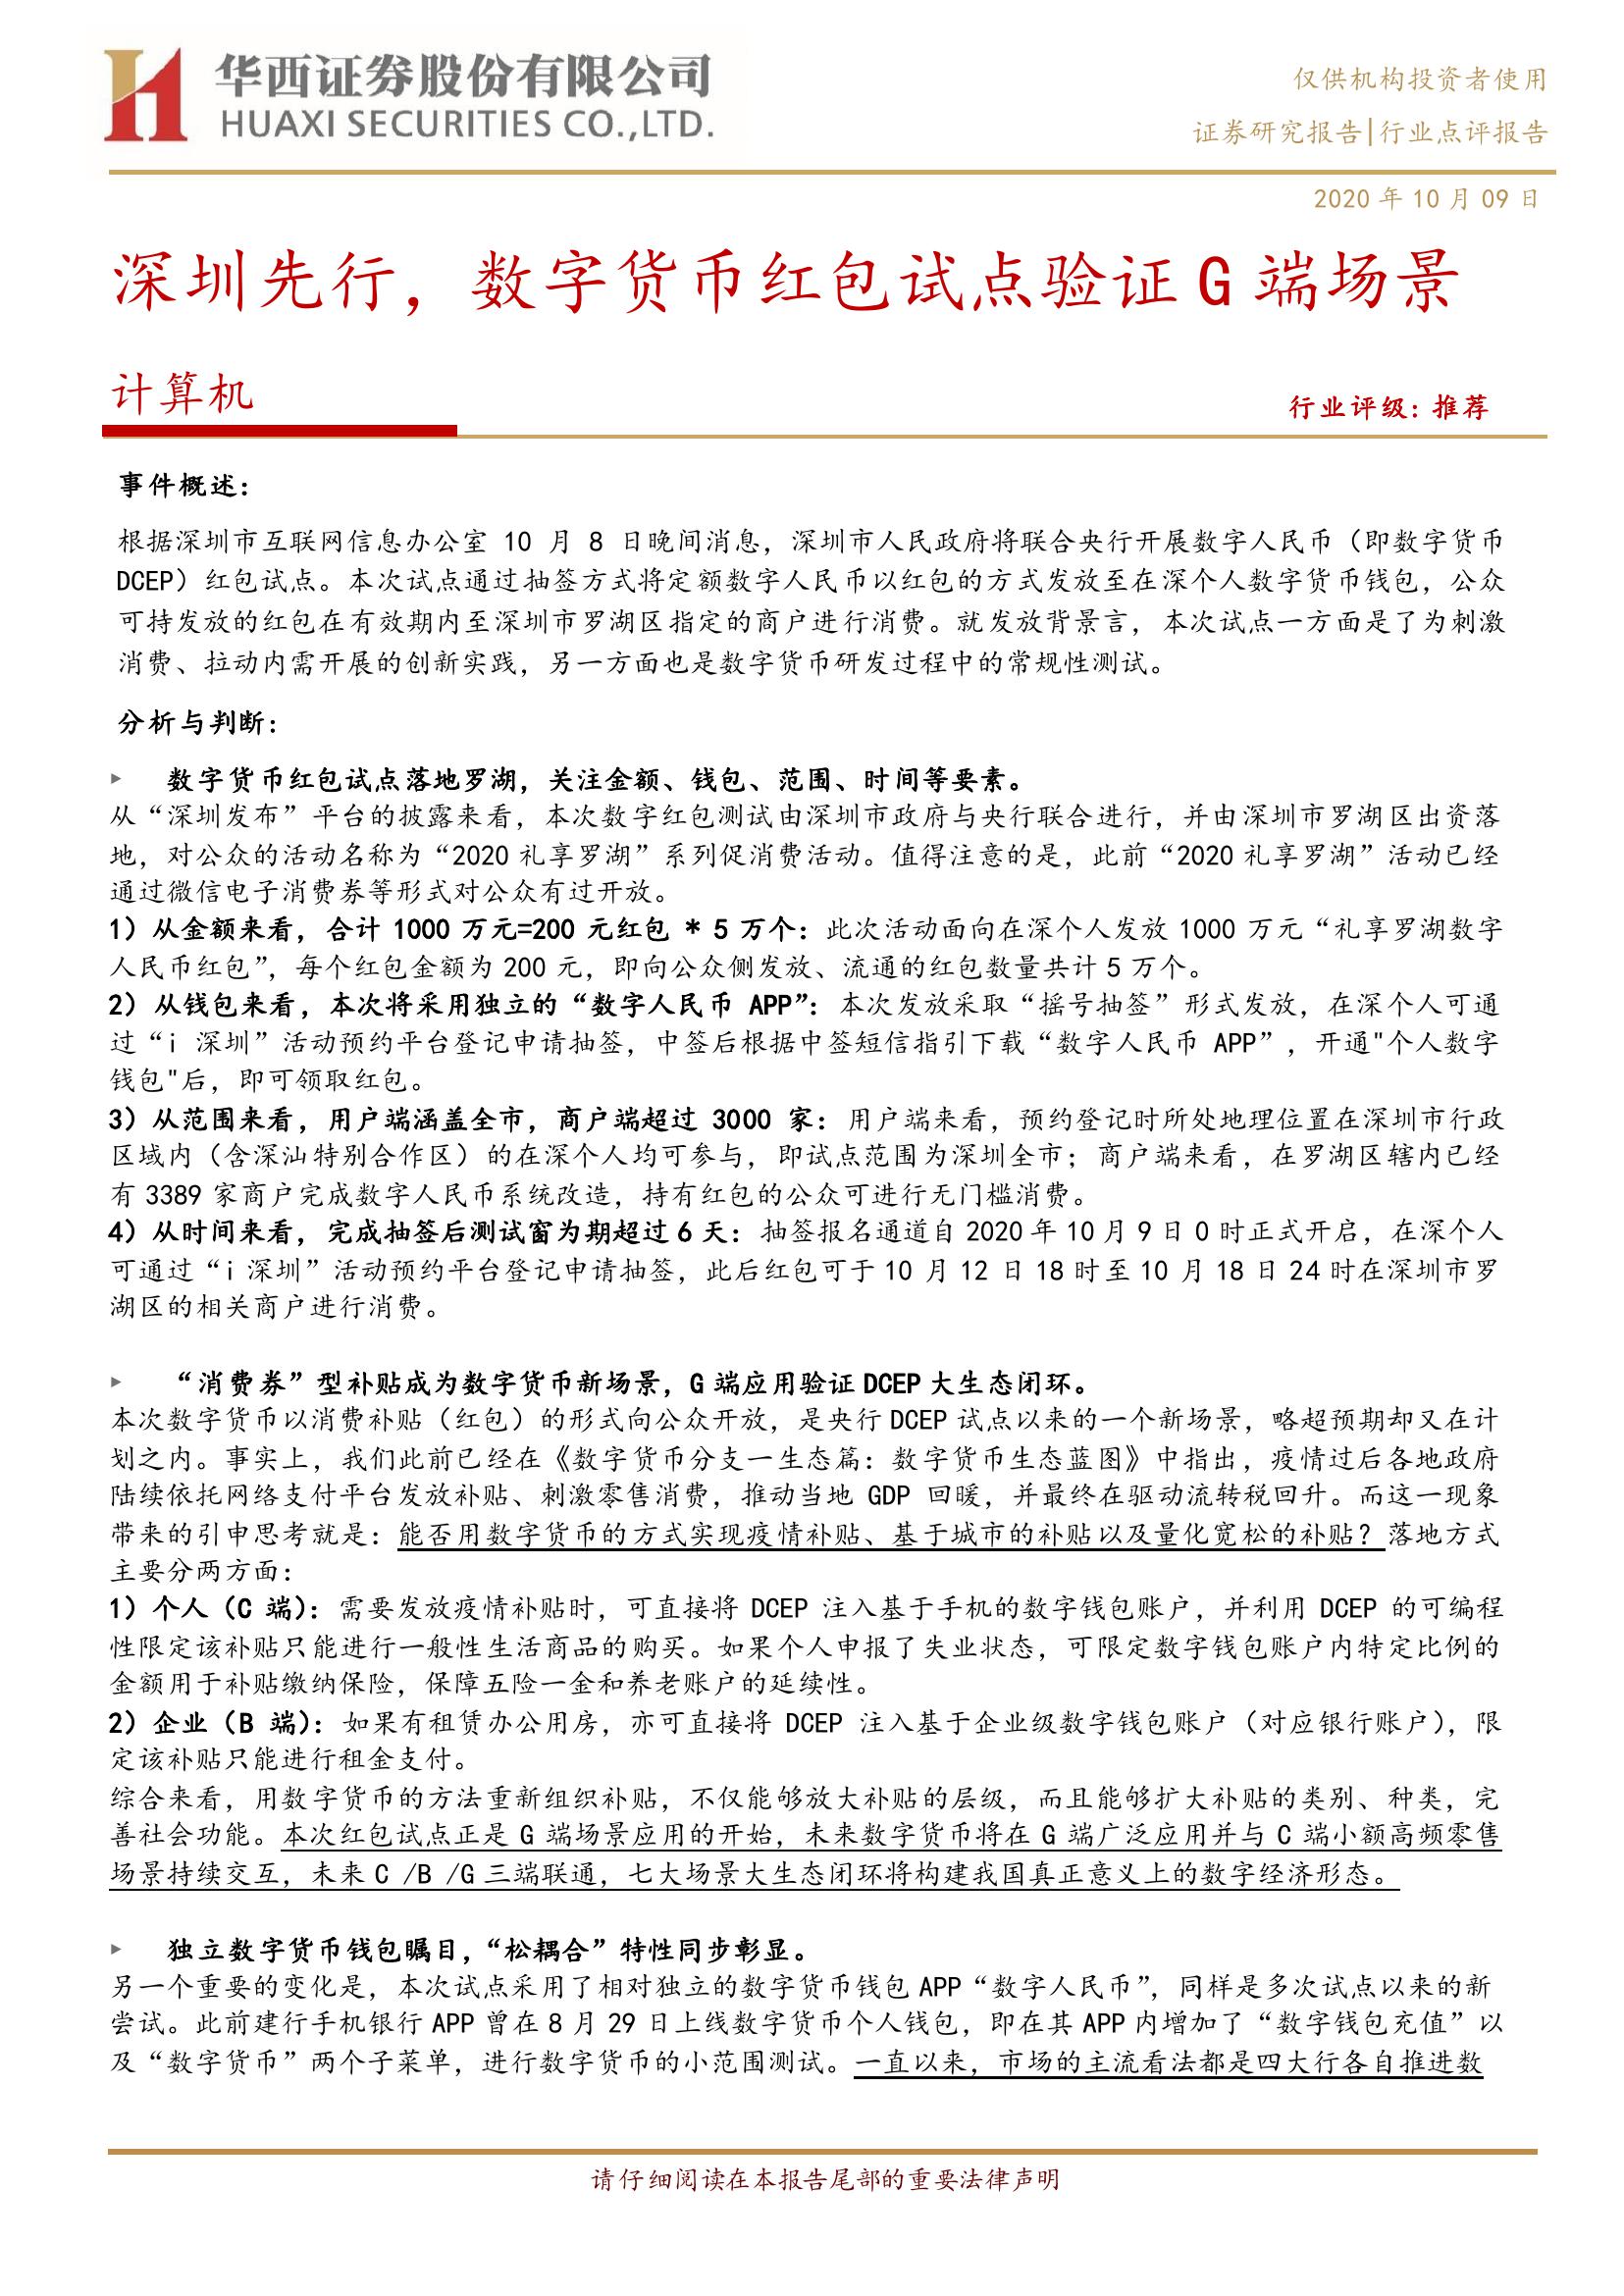 华西证券股份有限公司
HUAXI SECURITIES CO.,LTD.
仅供机构投资者使用
证券研究报告|行业点评报告
2020 年 10 月 09 日
深圳先行，数字货币红包试点验证 G 端场景
计算机
行业评级：推荐
事件概述：
根据深圳市互联网信息办公室 10 月 8 日晚间消息，深圳市人民政府将联合央行开展数字人民币（即数字货币
DCEP）红包试点。本次试点通过抽签方式将定额数字人民币以红包的方式发放至在深个人数字货币钱包，公众
可持发放的红包在有效期内至深圳市罗湖区指定的商户进行消费。就发放背景言，本次试点一方面是了为刺激
消费、拉动内需开展的创新实践，另一方面也是数字货币研发过程中的常规性测试。
分析与判断：
数字货币红包试点落地罗湖，关注金额、钱包、范围、时间等要素。
从“深圳发布”平台的披露来看，本次数字红包测试由深圳市政府与央行联合进行，并由深圳市罗湖区出资落
地，对公众的活动名称为“2020 礼享罗湖”系列促消费活动。值得注意的是，此前“2020 礼享罗湖”活动已经
通过微信电子消费券等形式对公众有过开放。
1）从金额来看，合计 1000 万元=200 元红包 * 5 万个：此次活动面向在深个人发放 1000 万元“礼享罗湖数字
人民币红包”，每个红包金额为 200 元，即向公众侧发放、流通的红包数量共计 5 万个。
2）从钱包来看，本次将采用独立的“数字人民币 APP”：本次发放采取“摇号抽签”形式发放，在深个人可通
过“i 深圳”活动预约平台登记申请抽签，中签后根据中签短信指引下载“数字人民币 APP”，开通"个人数字
钱包"后，即可领取红包。
3）从范围来看，用户端涵盖全市，商户端超过 3000 家：用户端来看，预约登记时所处地理位置在深圳市行政
区域内（含深汕特别合作区）的在深个人均可参与，即试点范围为深圳全市；商户端来看，在罗湖区辖内已经
有 3389 家商户完成数字人民币系统改造，持有红包的公众可进行无门槛消费。
4）从时间来看，完成抽签后测试窗为期超过 6 天：抽签报名通道自 2020 年 10 月 9 日 0 时正式开启，在深个人
可通过“i 深圳”活动预约平台登记申请抽签，此后红包可于 10 月 12 日 18 时至 10 月 18 日 24 时在深圳市罗
湖区的相关商户进行消费。
“消费券”型补贴成为数字货币新场景，G 端应用验证 DCEP 大生态闭环。
本次数字货币以消费补贴（红包）的形式向公众开放，是央行 DCEP 试点以来的一个新场景，略超预期却又在计
划之内。事实上，我们此前已经在《数字货币分支一生态篇：数字货币生态蓝图》中指出，疫情过后各地政府
陆续依托网络支付平台发放补贴、刺激零售消费，推动当地 GDP 回暖，并最终在驱动流转税回升。而这一现象
带来的引申思考就是：能否用数字货币的方式实现疫情补贴、基于城市的补贴以及量化宽松的补贴？落地方式
主要分两方面：
1）个人（C 端）：需要发放疫情补贴时，可直接将 DCEP 注入基于手机的数字钱包账户，并利用 DCEP 的可编程
性限定该补贴只能进行一般性生活商品的购买。如果个人申报了失业状态，可限定数字钱包账户内特定比例的
金额用于补贴缴纳保险，保障五险一金和养老账户的延续性。
2）企业（B 端）：如果有租赁办公用房，亦可直接将 DCEP 注入基于企业级数字钱包账户（对应银行账户），限
定该补贴只能进行租金支付。
综合来看，用数字货币的方法重新组织补贴，不仅能够放大补贴的层级，而且能够扩大补贴的类别、种类，完
善社会功能。本次红包试点正是 G 端场景应用的开始，未来数字货币将在 G 端广泛应用并与 C 端小额高频零售
场景持续交互，未来 C /B /G 三端联通，七大场景大生态闭环将构建我国真正意义上的数字经济形态。
独立数字货币钱包瞩目，“松耦合”特性同步彰显。
另一个重要的变化是，本次试点采用了相对独立的数字货币钱包 APP“数字人民币”，同样是多次试点以来的新
尝试。此前建行手机银行 APP 曾在 8 月 29 日上线数字货币个人钱包，即在其 APP 内增加了“数字钱包充值”以
及“数字货币”两个子菜单，进行数字货币的小范围测试。一直以来，市场的主流看法都是四大行各自推进数
请仔细阅读在本报告尾部的重要法律声明